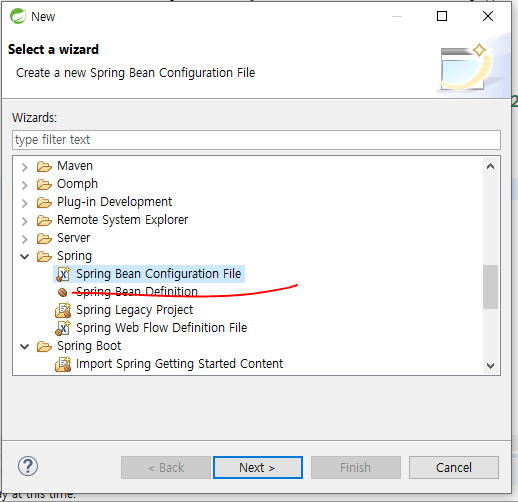 New
Select a wizard
Create a new Spring Bean Configuration File
Wizards:
type filter text
Maven
Oomph
Plug-in Development
Remote System Explorer
Server
Spring
Spring Bean Configuration File
Spring Bean Definition
Spring Legacy Project
Spring Web Flow Definition File
Spring Boot
Import Spring Getting Started Content
?
< Back
Next >
Finish
Cancel
dy at this time.